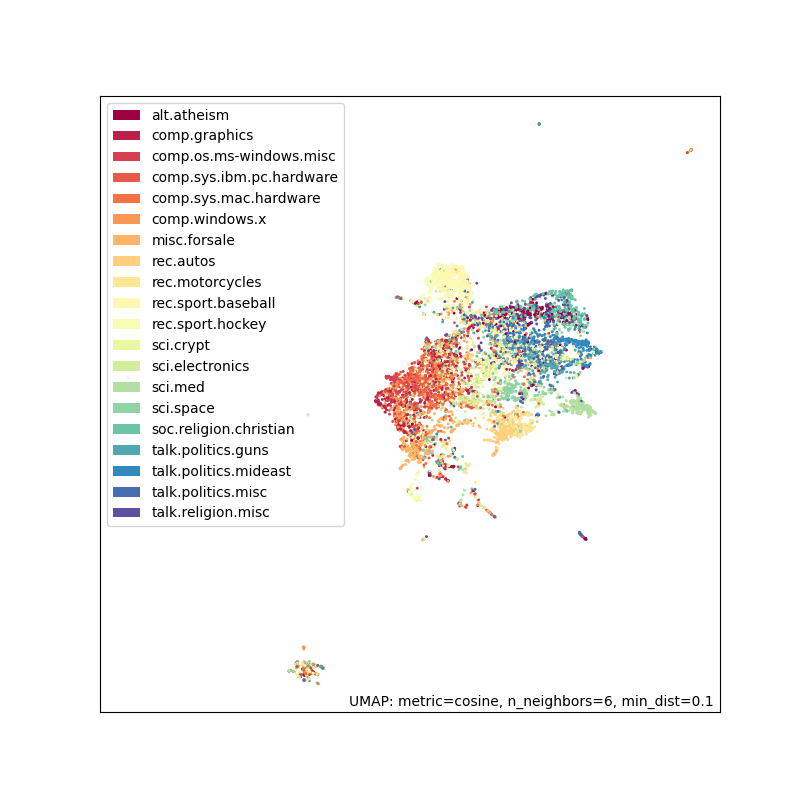 alt.atheism
comp.graphics
comp.os.ms-windows.misc
comp.sys.ibm.pc.hardware
comp.sys.mac.hardware
comp.windows.x
misc.forsale
rec.autos
rec.motorcycles
rec.sport.baseball
rec.sport.hockey
sci.crypt
sci.electronics
sci.med
sci.space
soc.religion.christian
talk.politics.guns
talk.politics.mideast
talk.politics.misc
talk.religion.misc
UMAP: metric=cosine, n_neighbors=6, min_dist=0.1